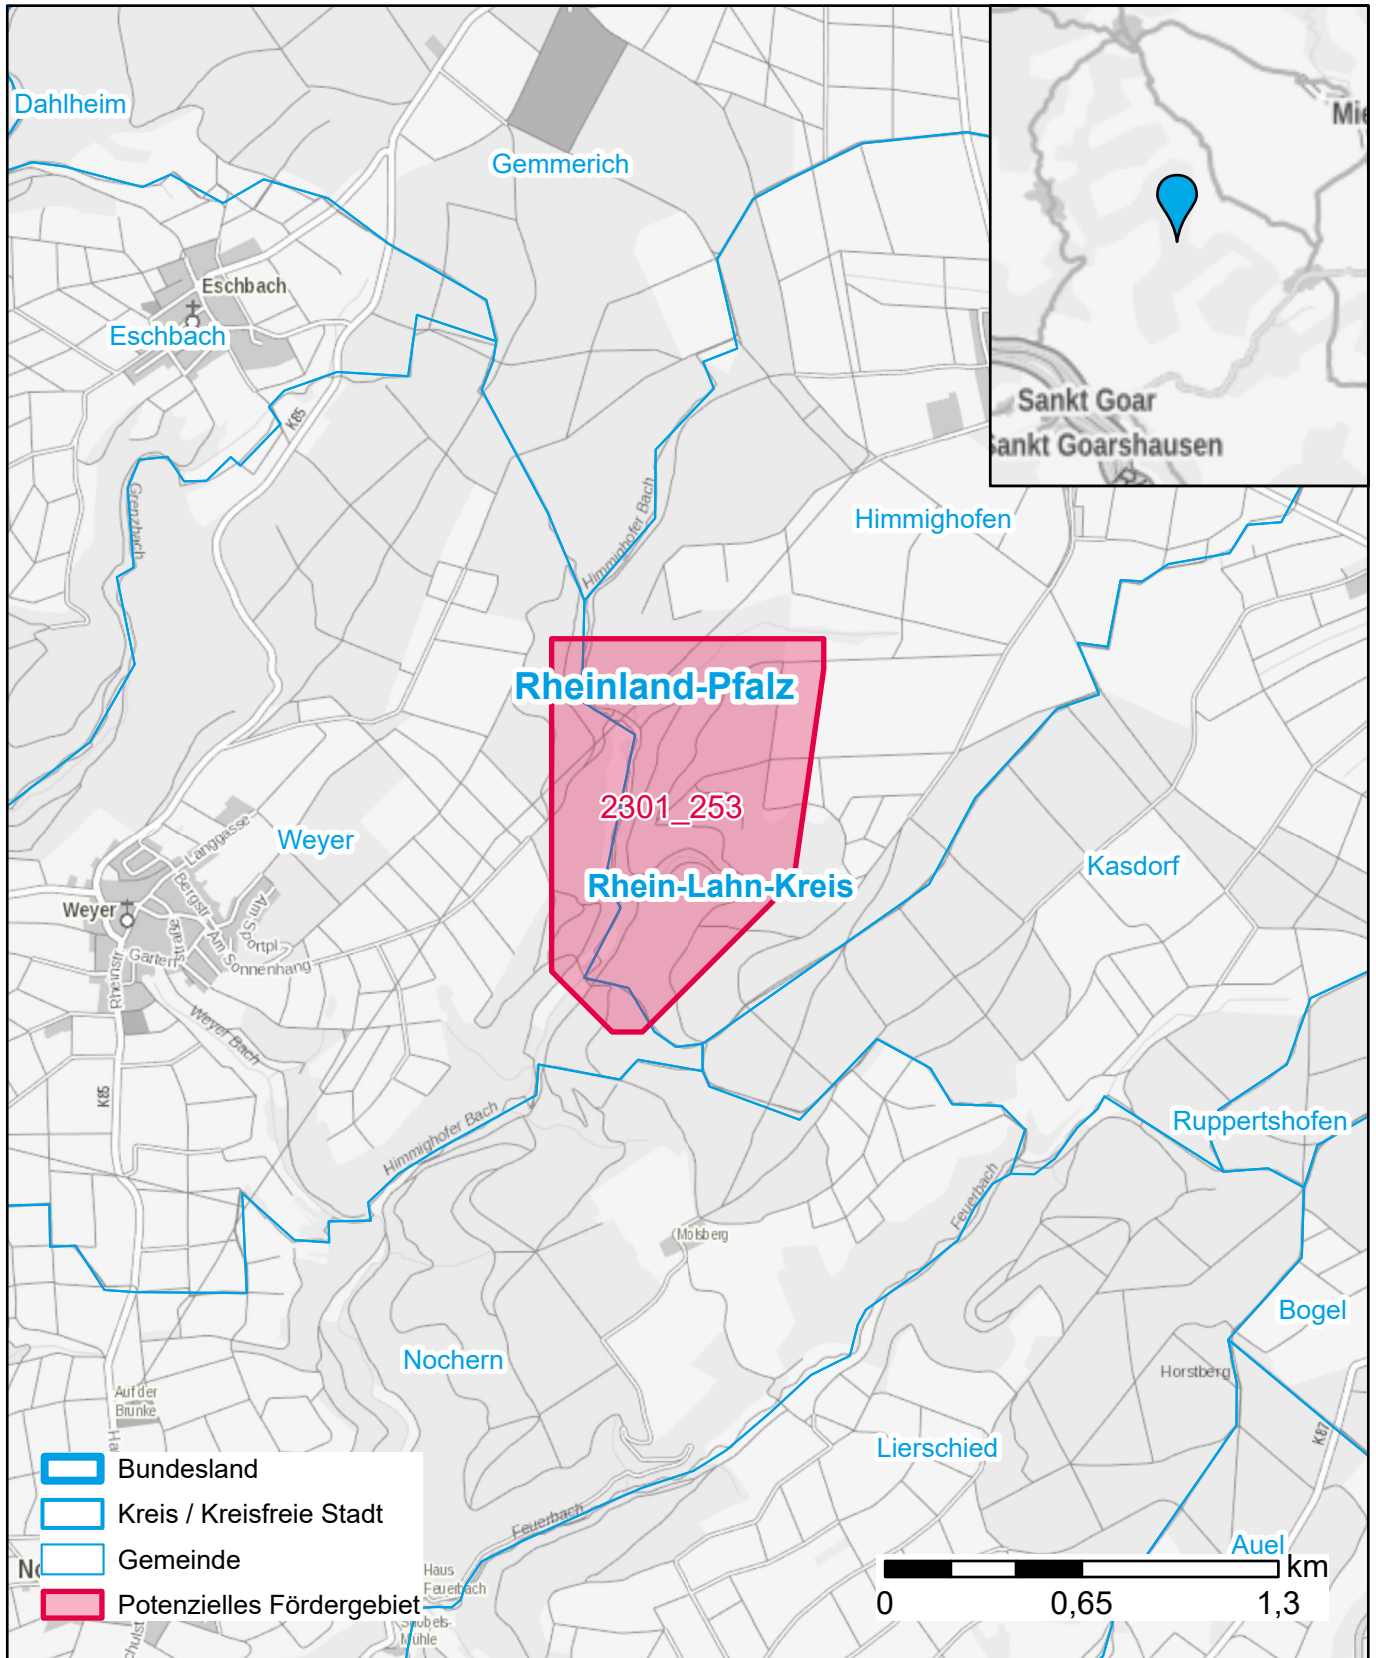 Dahlheim
Gemmerich
Mie
Eschbach
Eschbach
K85
Sankt Goar
Sankt Goarshausen
Grenzbach
Himmighofer Bach
Himmighofen
Rheinland-Pfalz
2301_253
Rhein-Lahn-Kreis
Weyer
Langgasse
Kasdorf
Weyer
Bergstr
Am Sonnenhang
Garten
Rheinstr
Weyer Bach
K85
Himmighofer Bach
Ruppertshofen
Feuerbach
Molsberg
Bogel
Nochern
Horstberg
Auf der
Brunke
K87
Lierschied
Feuerbach
Auel
Bundesland
Kreis / Kreisfreie Stadt
Gemeinde
Potenzielles Fördergebiet
Haus
Feuerbach
km
0 0,65 1,3